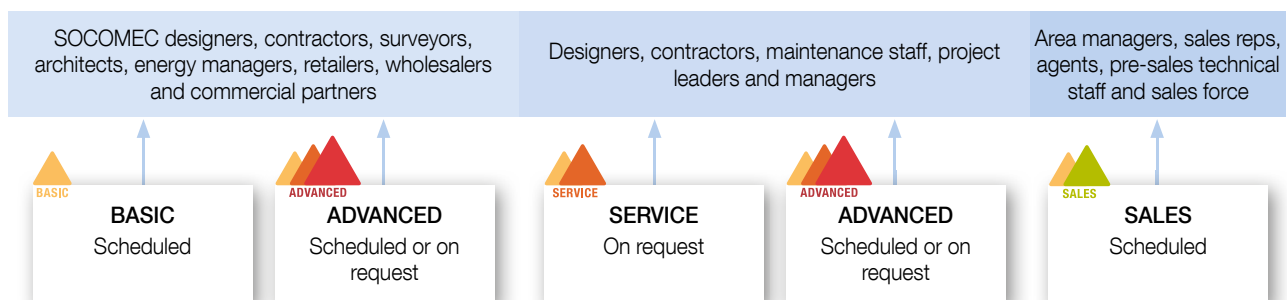 SOCOMEC designers, contractors, surveyors,
architects, energy managers, retailers, wholesalers
and commercial partners
Designers, contractors, maintenance staff, project
leaders and managers
Area managers, sales reps,
agents, pre-sales technical
staff and sales force
BASIC
BASIC
Scheduled
ADVANCED
ADVANCED
Scheduled or on
request
SERVICE
SERVICE
On request
ADVANCED
ADVANCED
Scheduled or on
request
SALES
SALES
Scheduled